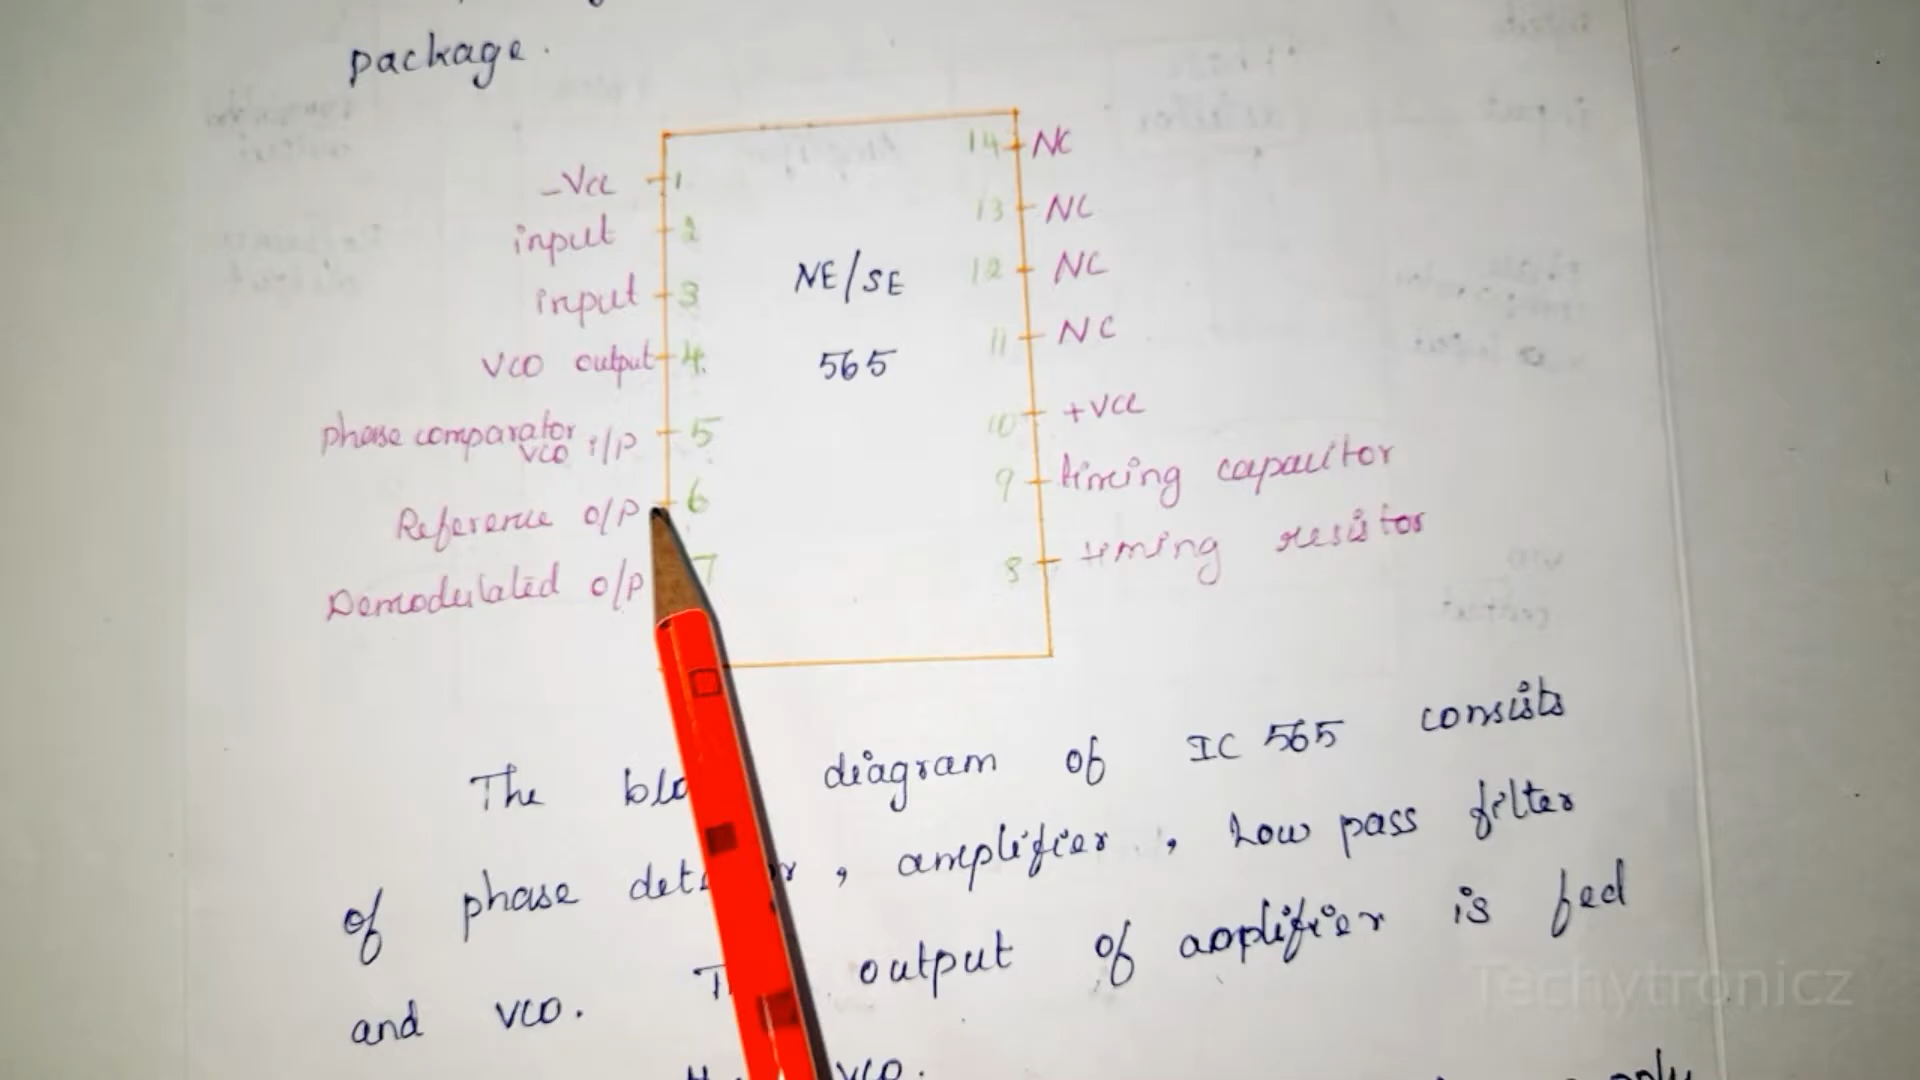 package.
14 NC
-Vcc 1
13 NC
input 2
NE/SE
12 NC
input 3
11 NC
VCO output 4
565
10 +Vcc
phase comparator
VCO i/p 5
9 timing capacitor
Reference o/p 6
8 timing resistor
Demodulated o/p 7
The diagram of IC 565 consists
of phase , amplifier, Low pass filter
and VCO. output of amplifier is fed
VCO.
only
Techytronicz